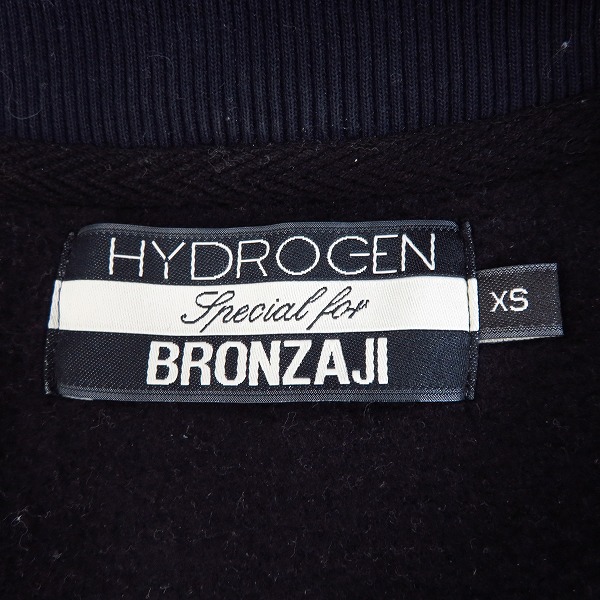 HYDROGEN
Special for
BRONZAJI
XS